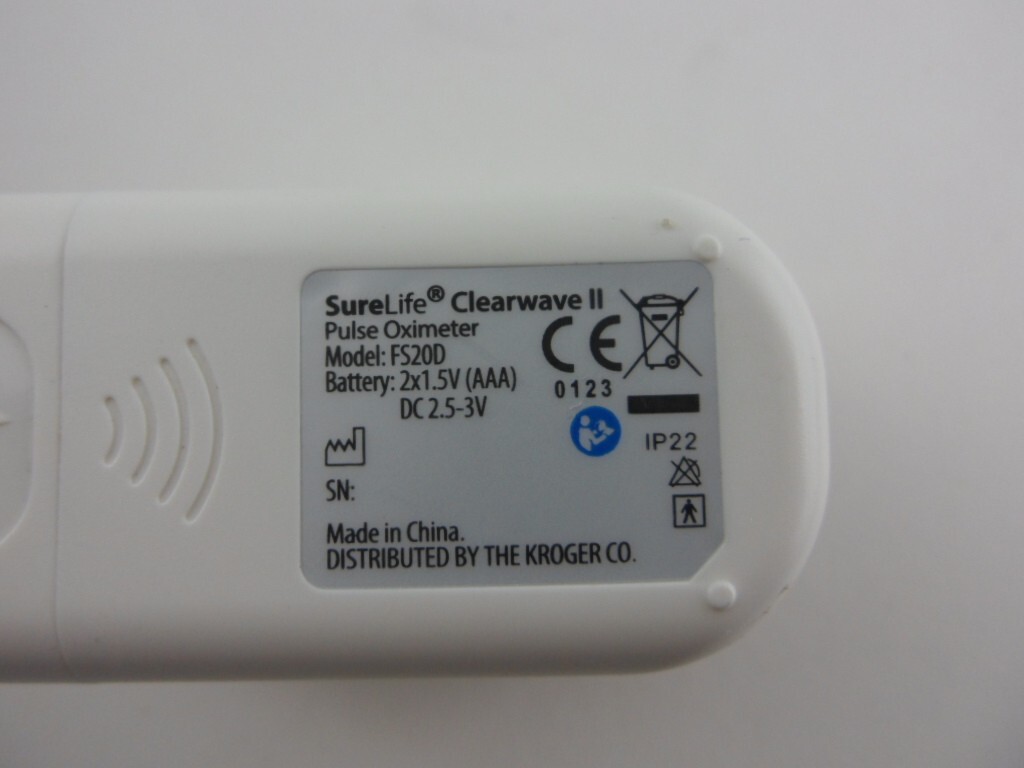 SureLife® Clearwave II
Pulse Oximeter
Model: FS20D
Battery: 2x1.5V (AAA)
DC 2.5-3V
CE
0123
IP22
SN:
Made in China.
DISTRIBUTED BY THE KROGER CO.